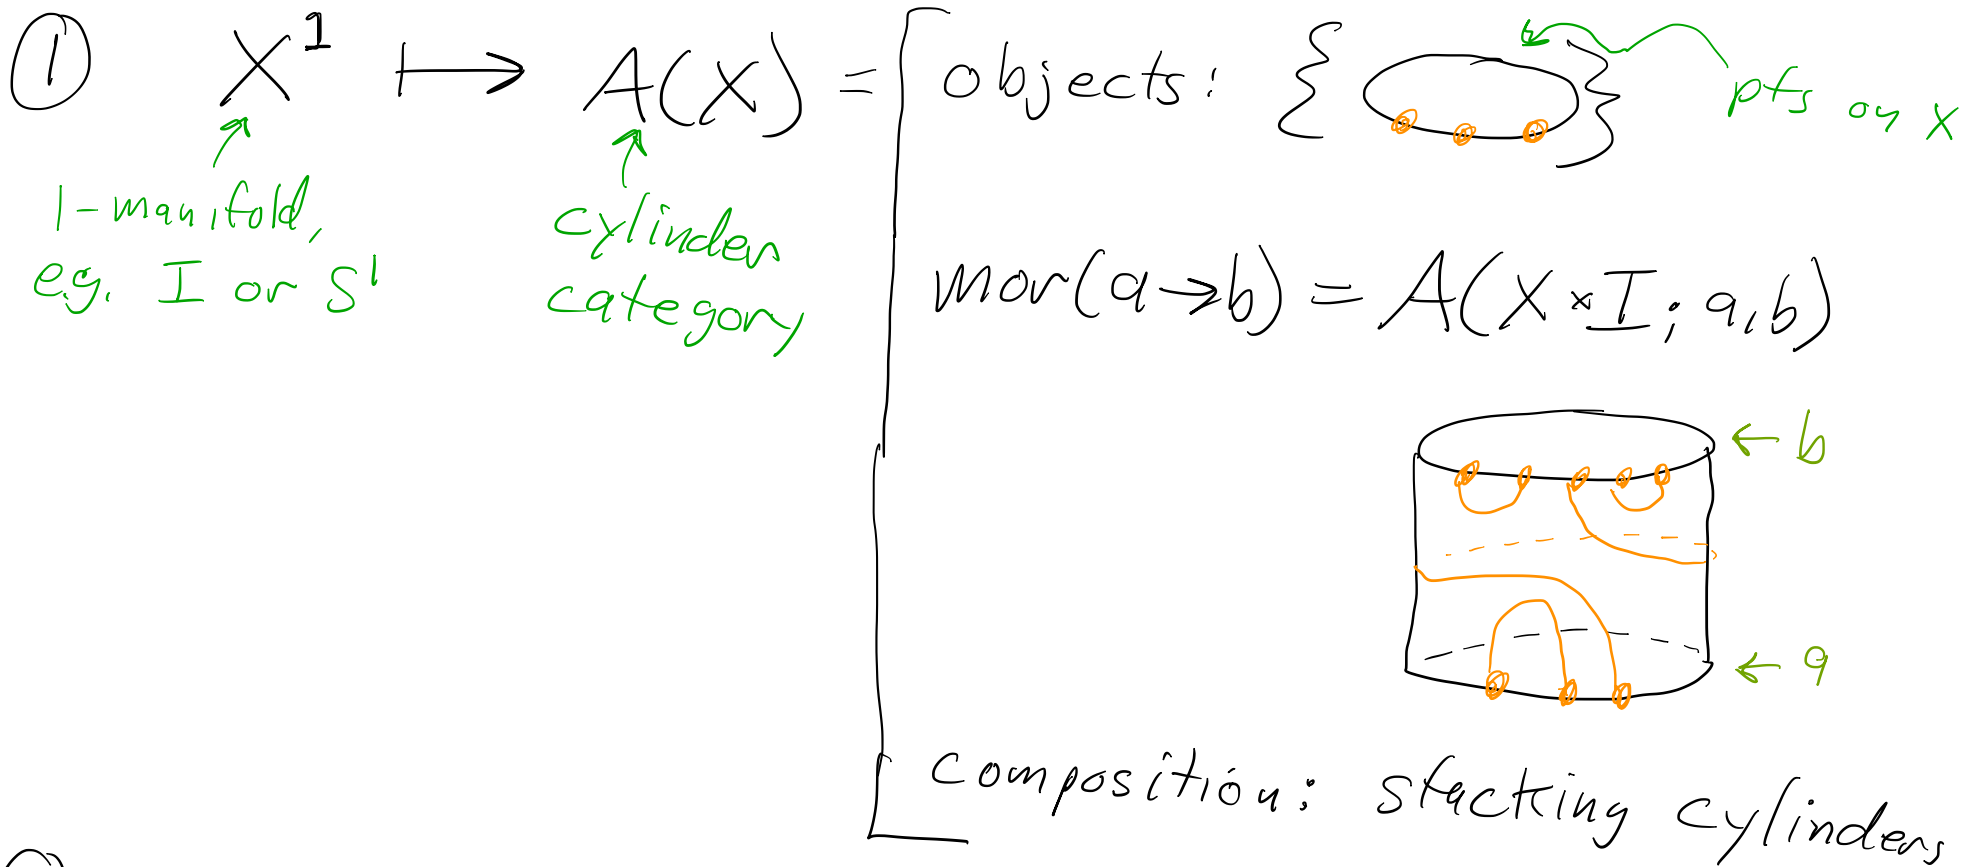 ① X¹ ↦ A(X) = [ objects: { }
pts on X
1-manifold,
e.g. I or S¹
cylinder
category
mor(a→b) = A(X×I; a,b)
← b
← a
composition: stacking cylinders